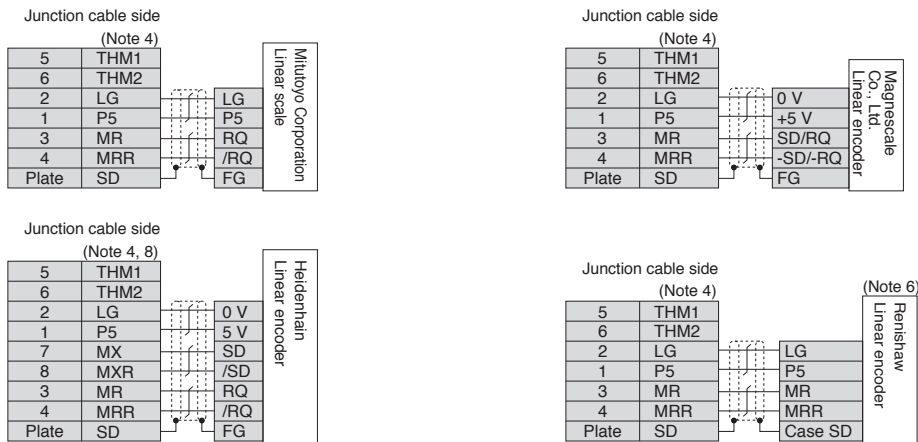 Junction cable side
(Note 4)
5 THM1
6 THM2
2 LG LG
1 P5 P5
3 MR RQ
4 MRR /RQ
Plate SD FG
Mitutoyo Corporation
Linear scale
Junction cable side
(Note 4)
5 THM1
6 THM2
2 LG 0 V
1 P5 +5 V
3 MR SD/RQ
4 MRR -SD/-RQ
Plate SD FG
Magnescale
Co., Ltd.
Linear encoder
Junction cable side
(Note 4, 8)
5 THM1
6 THM2
2 LG 0 V
1 P5 5 V
7 MX SD
8 MXR /SD
3 MR RQ
4 MRR /RQ
Plate SD FG
Heidenhain
Linear encoder
Junction cable side
(Note 4)
(Note 6)
5 THM1
6 THM2
2 LG LG
1 P5 P5
3 MR MR
4 MRR MRR
Plate SD Case SD
Renishaw
Linear encoder